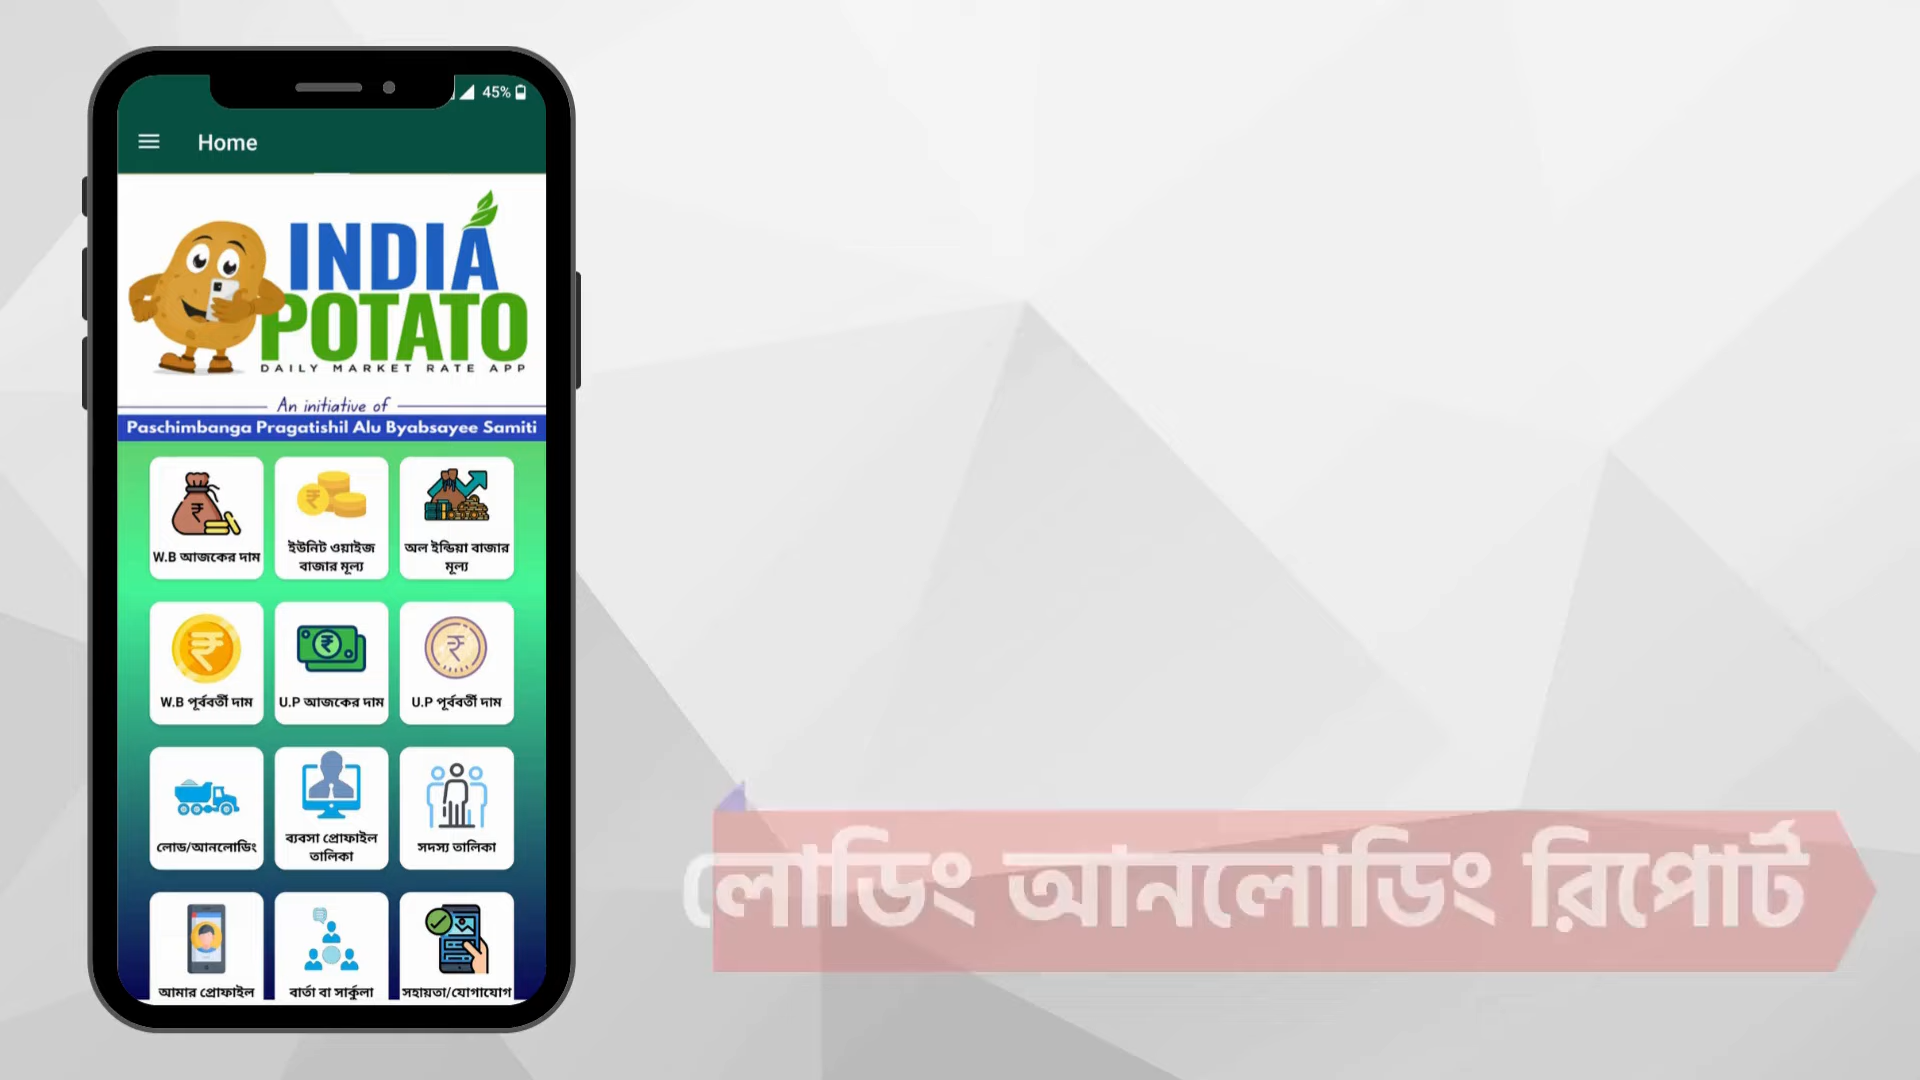 45%
Home
INDIA
POTATO
DAILY MARKET RATE APP
An initiative of
Paschimbanga Pragatishil Alu Byabsayee Samiti
W.B আজকের দাম
ইউনিট ওয়াইজ
বাজার মূল্য
অল ইন্ডিয়া বাজার
মূল্য
W.B পূর্ববর্তী দাম
U.P আজকের দাম
U.P পূর্ববর্তী দাম
লোড/আনলোডিং
ব্যবসা প্রোফাইল
তালিকা
সদস্য তালিকা
আমার প্রোফাইল
বার্তা বা সার্কুলা
সহায়তা/যোগাযোগ
লোডিং আনলোডিং রিপোর্ট